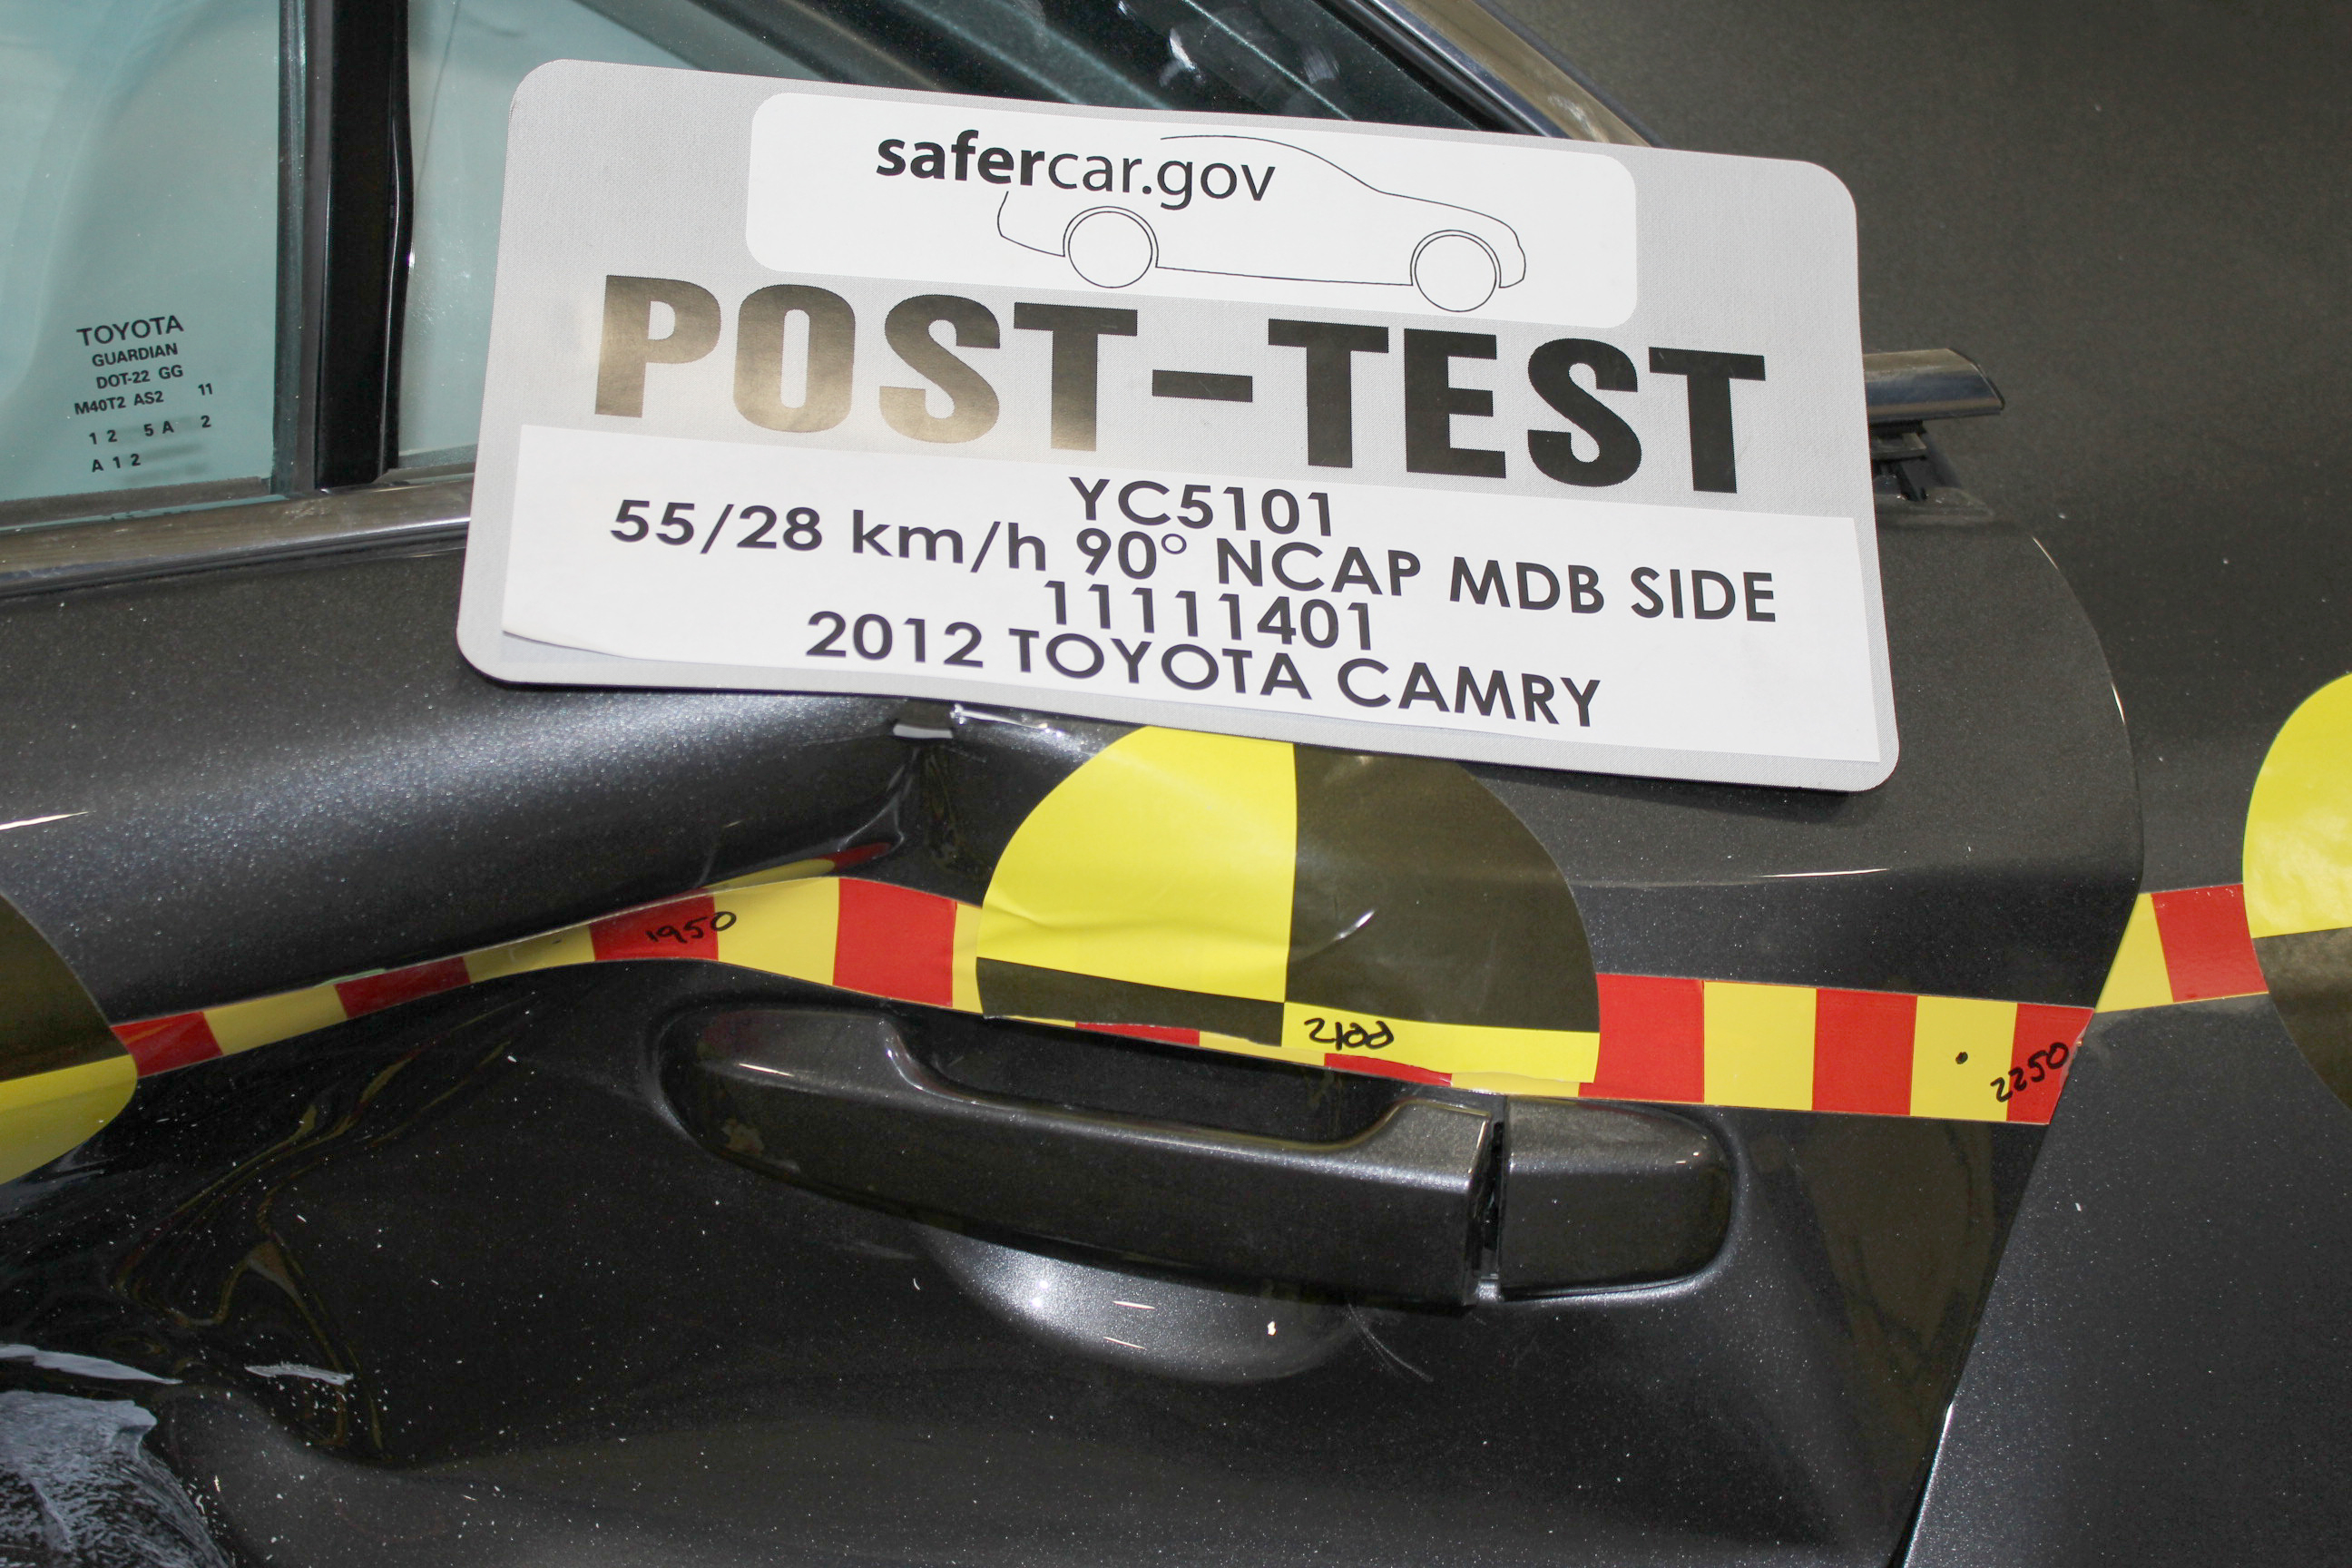 safercar.gov
POST-TEST
YC5101
55/28 km/h 90° NCAP MDB SIDE
11111401
2012 TOYOTA CAMRY
TOYOTA
GUARDIAN
DOT-22 GG
M40T2 AS2 11
1 2 5 A 2
A 1 2
1950
2100
2250